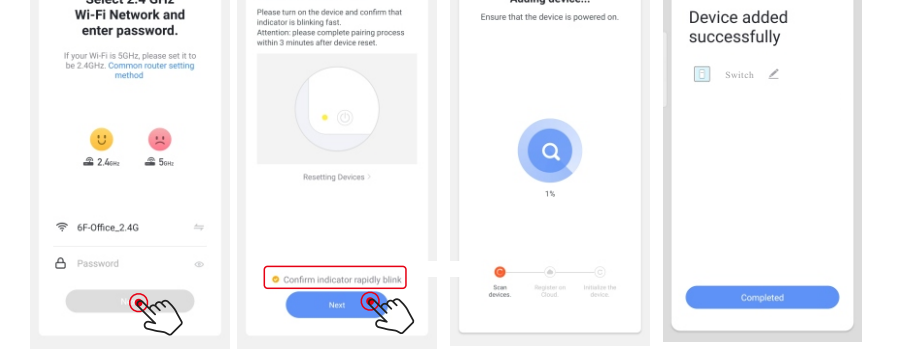 Select 2.4 GHz
Wi-Fi Network and
enter password.
If your Wi-Fi is 5GHz, please set it to
be 2.4GHz. Common router setting
method
2.4GHz
5GHz
6F-Office_2.4G
Password
Please turn on the device and confirm that
indicator is blinking fast.
Attention: please complete pairing process
within 3 minutes after device reset.
Resetting Devices >
Confirm indicator rapidly blink
Next
Adding device...
Ensure that the device is powered on.
1%
Scan
devices.
Register on
Cloud.
Initialize the
device.
Device added
successfully
Switch
Completed